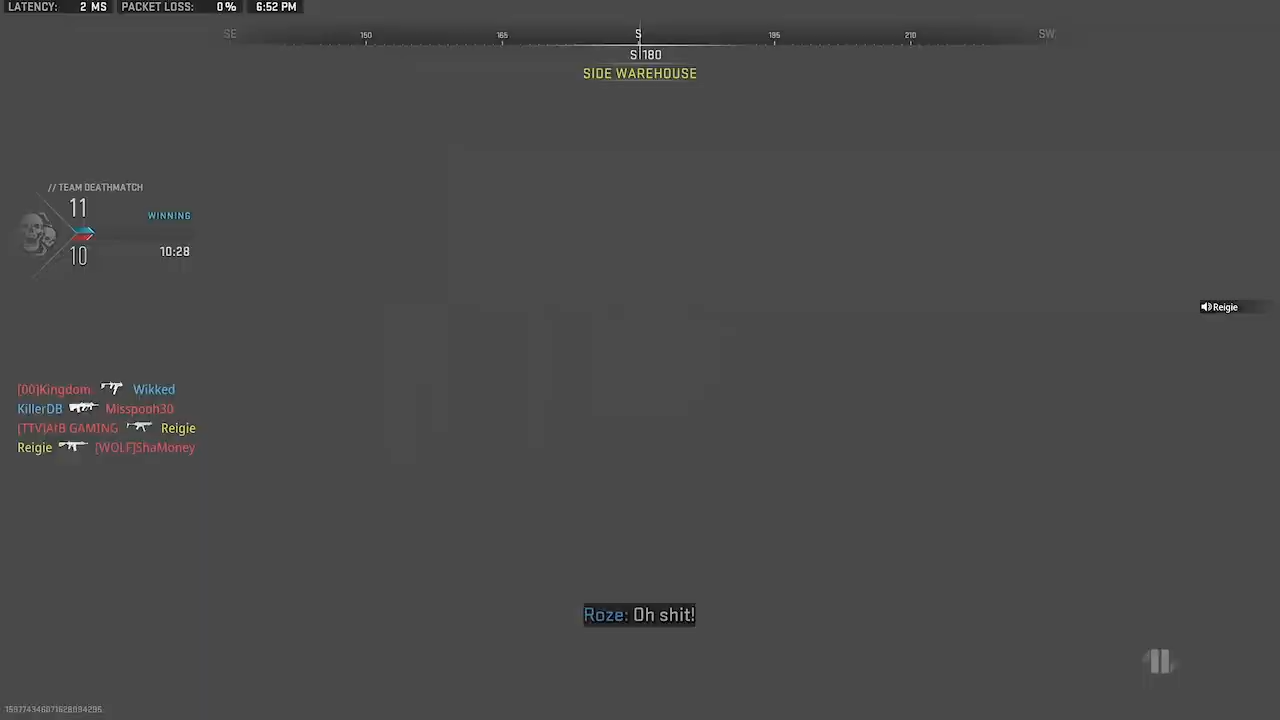 LATENCY: 2 MS PACKET LOSS: 0% 6:52 PM
SE 150 165 S 195 210 SW
S 180
SIDE WAREHOUSE
// TEAM DEATHMATCH
11
WINNING
10 10:28
Reigie
[00]Kingdom Wikked
KillerDB Misspooh30
[TTV]AtB GAMING Reigie
Reigie [WOLF]ShaMoney
Roze: Oh shit!